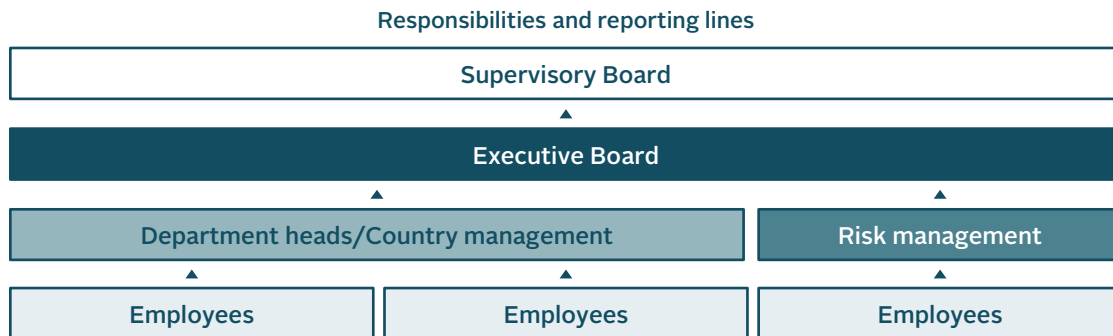 Responsibilities and reporting lines
Supervisory Board
Executive Board
Department heads/Country management
Risk management
Employees
Employees
Employees